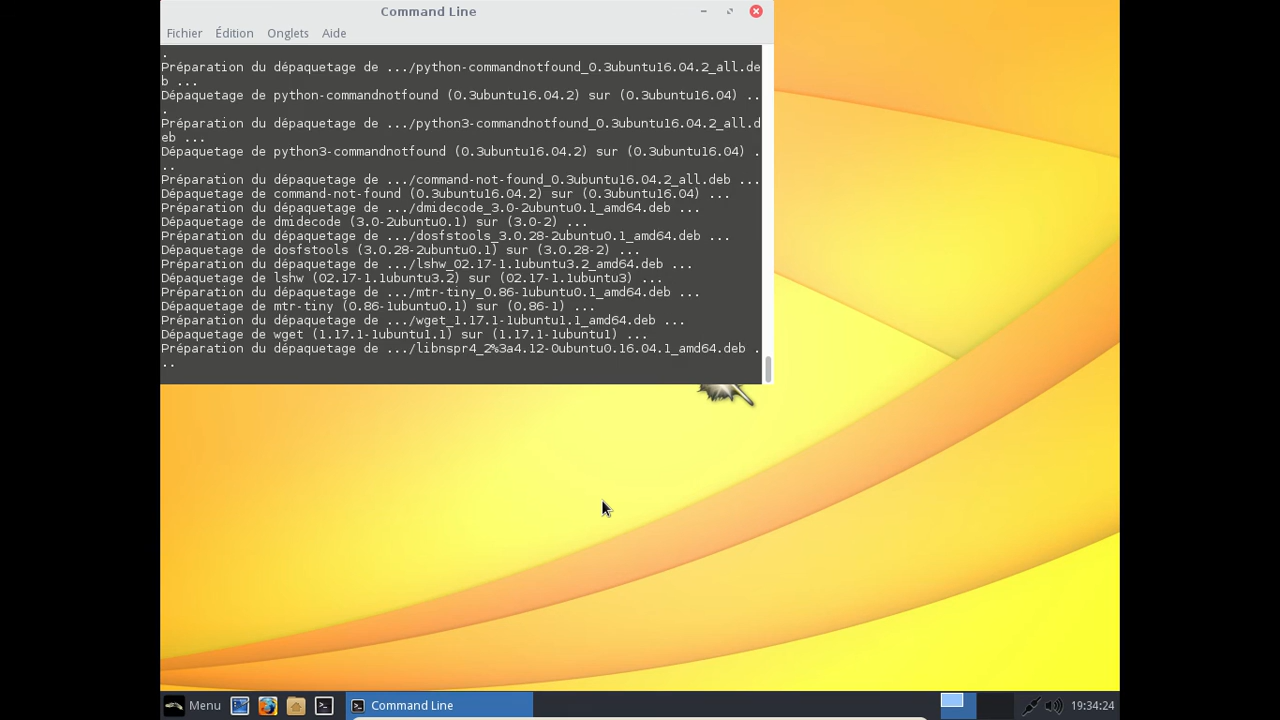 Command Line
Fichier Édition Onglets Aide
.
Préparation du dépaquetage de .../python-commandnotfound_0.3ubuntu16.04.2_all.de
b ...
Dépaquetage de python-commandnotfound (0.3ubuntu16.04.2) sur (0.3ubuntu16.04) ..
.
Préparation du dépaquetage de .../python3-commandnotfound_0.3ubuntu16.04.2_all.d
eb ...
Dépaquetage de python3-commandnotfound (0.3ubuntu16.04.2) sur (0.3ubuntu16.04) .
..
Préparation du dépaquetage de .../command-not-found_0.3ubuntu16.04.2_all.deb ...
Dépaquetage de command-not-found (0.3ubuntu16.04.2) sur (0.3ubuntu16.04) ...
Préparation du dépaquetage de .../dmidecode_3.0-2ubuntu0.1_amd64.deb ...
Dépaquetage de dmidecode (3.0-2ubuntu0.1) sur (3.0-2) ...
Préparation du dépaquetage de .../dosfstools_3.0.28-2ubuntu0.1_amd64.deb ...
Dépaquetage de dosfstools (3.0.28-2ubuntu0.1) sur (3.0.28-2) ...
Préparation du dépaquetage de .../lshw_02.17-1.1ubuntu3.2_amd64.deb ...
Dépaquetage de lshw (02.17-1.1ubuntu3.2) sur (02.17-1.1ubuntu3) ...
Préparation du dépaquetage de .../mtr-tiny_0.86-1ubuntu0.1_amd64.deb ...
Dépaquetage de mtr-tiny (0.86-1ubuntu0.1) sur (0.86-1) ...
Préparation du dépaquetage de .../wget_1.17.1-1ubuntu1.1_amd64.deb ...
Dépaquetage de wget (1.17.1-1ubuntu1.1) sur (1.17.1-1ubuntu1) ...
Préparation du dépaquetage de .../libnspr4_2%3a4.12-0ubuntu0.16.04.1_amd64.deb .
..
Menu Command Line 19:34:24